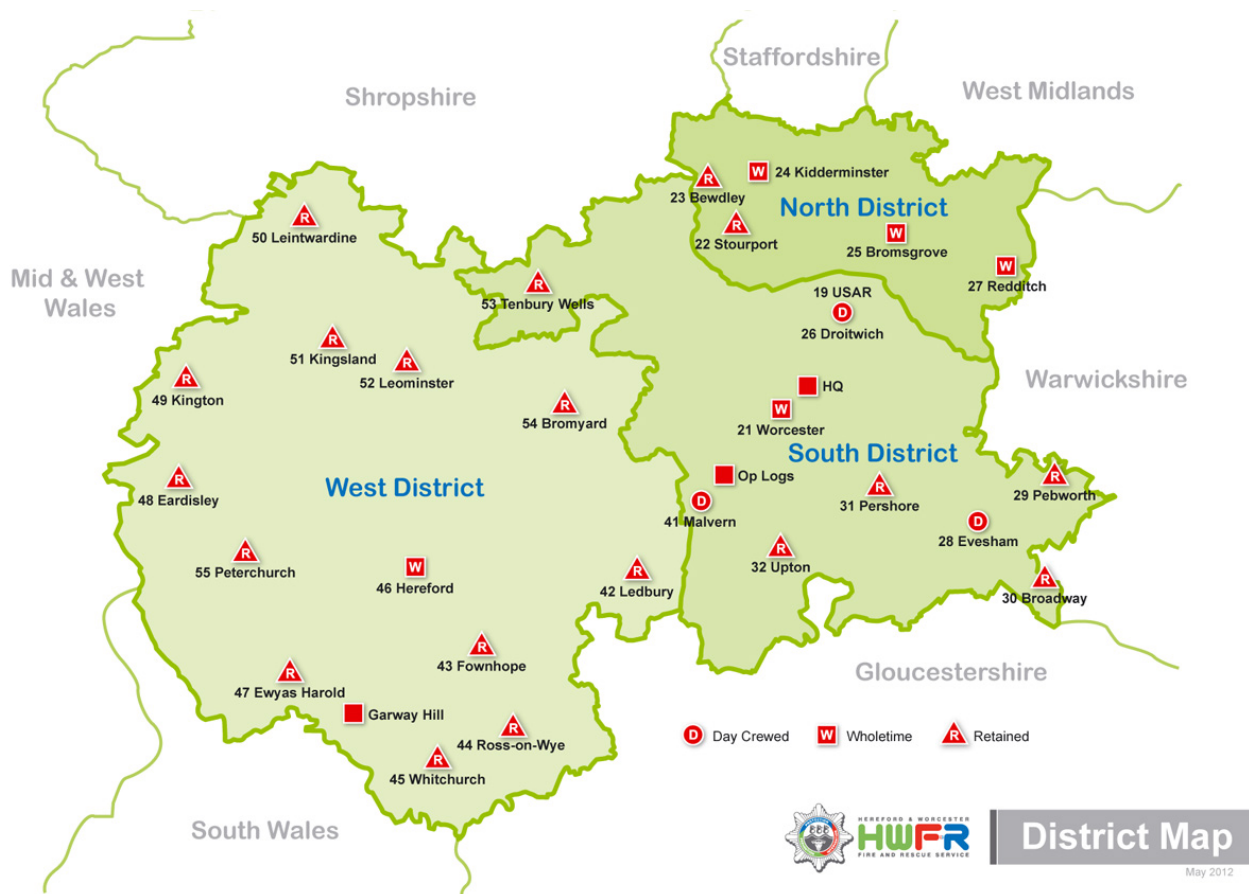 Staffordshire
Shropshire
West Midlands
R
W
24 Kidderminster
23 Bewdley
North District
R
50 Leintwardine
R
22 Stourport
W
25 Bromsgrove
Mid & West
Wales
W
27 Redditch
R
53 Tenbury Wells
19 USAR
D
26 Droitwich
R
51 Kingsland
R
52 Leominster
R
49 Kington
Warwickshire
HQ
R
54 Bromyard
W
21 Worcester
South District
R
48 Eardisley
West District
Op Logs
D
41 Malvern
R
31 Pershore
R
29 Pebworth
D
28 Evesham
R
55 Peterchurch
W
46 Hereford
R
42 Ledbury
R
32 Upton
R
30 Broadway
R
43 Fownhope
Gloucestershire
R
47 Ewyas Harold
Garway Hill
R
44 Ross-on-Wye
R
45 Whitchurch
D Day Crewed
W Wholetime
R Retained
South Wales
HEREFORD & WORCESTER
HWFR
FIRE AND RESCUE SERVICE
District Map
May 2012